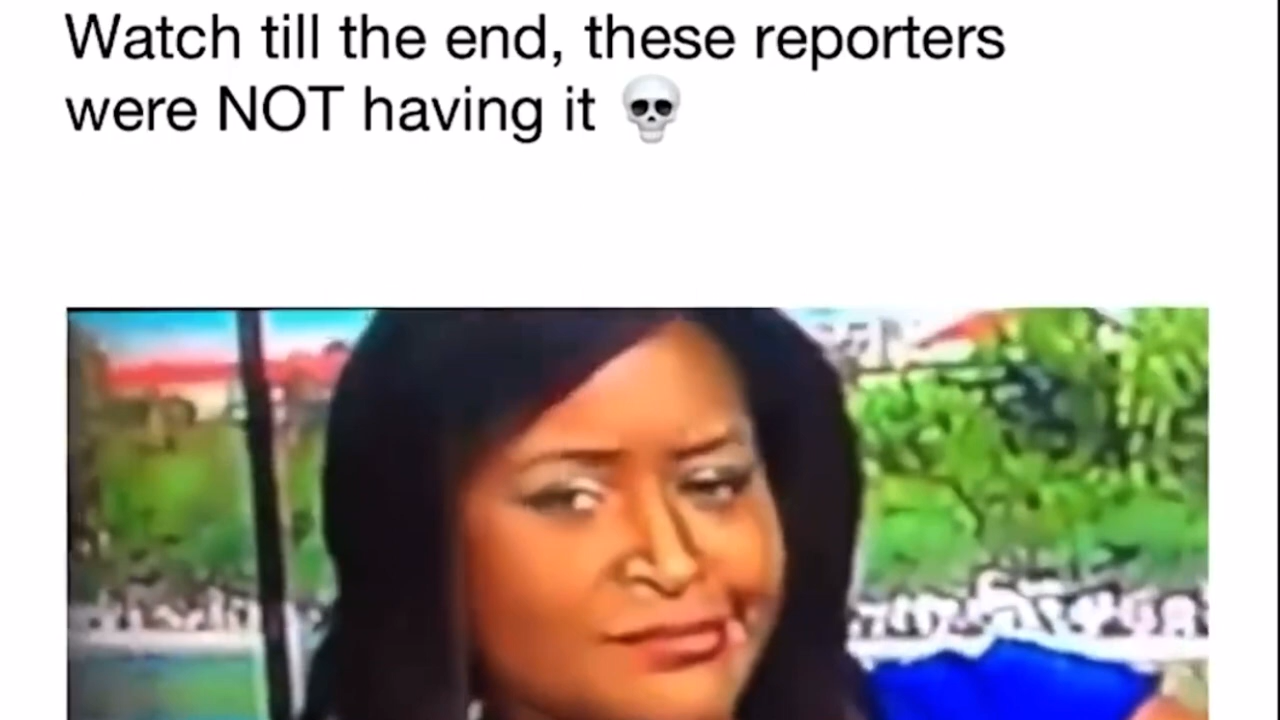 Watch till the end, these reporters
were NOT having it 💀